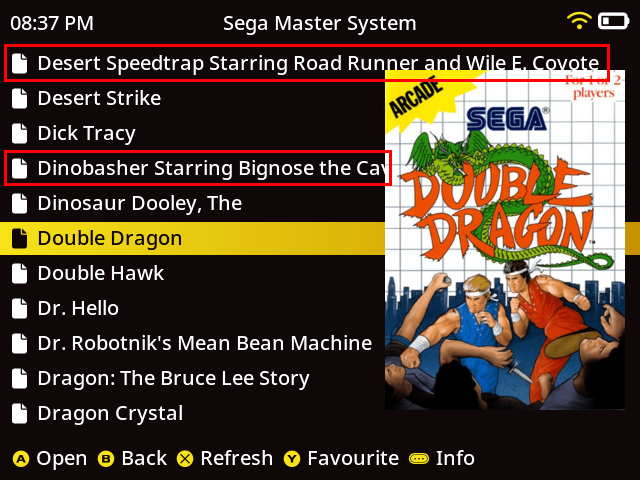 08:37 PM Sega Master System
Desert Speedtrap Starring Road Runner and Wile E. Coyote
Desert Strike
Dick Tracy
Dinobasher Starring Bignose the Cav
Dinosaur Dooley, The
Double Dragon
Double Hawk
Dr. Hello
Dr. Robotnik's Mean Bean Machine
Dragon: The Bruce Lee Story
Dragon Crystal
ARCADE
For 1 or 2
players
SEGA®
DOUBLE
DRAGON™
A Open B Back X Refresh Y Favourite Info